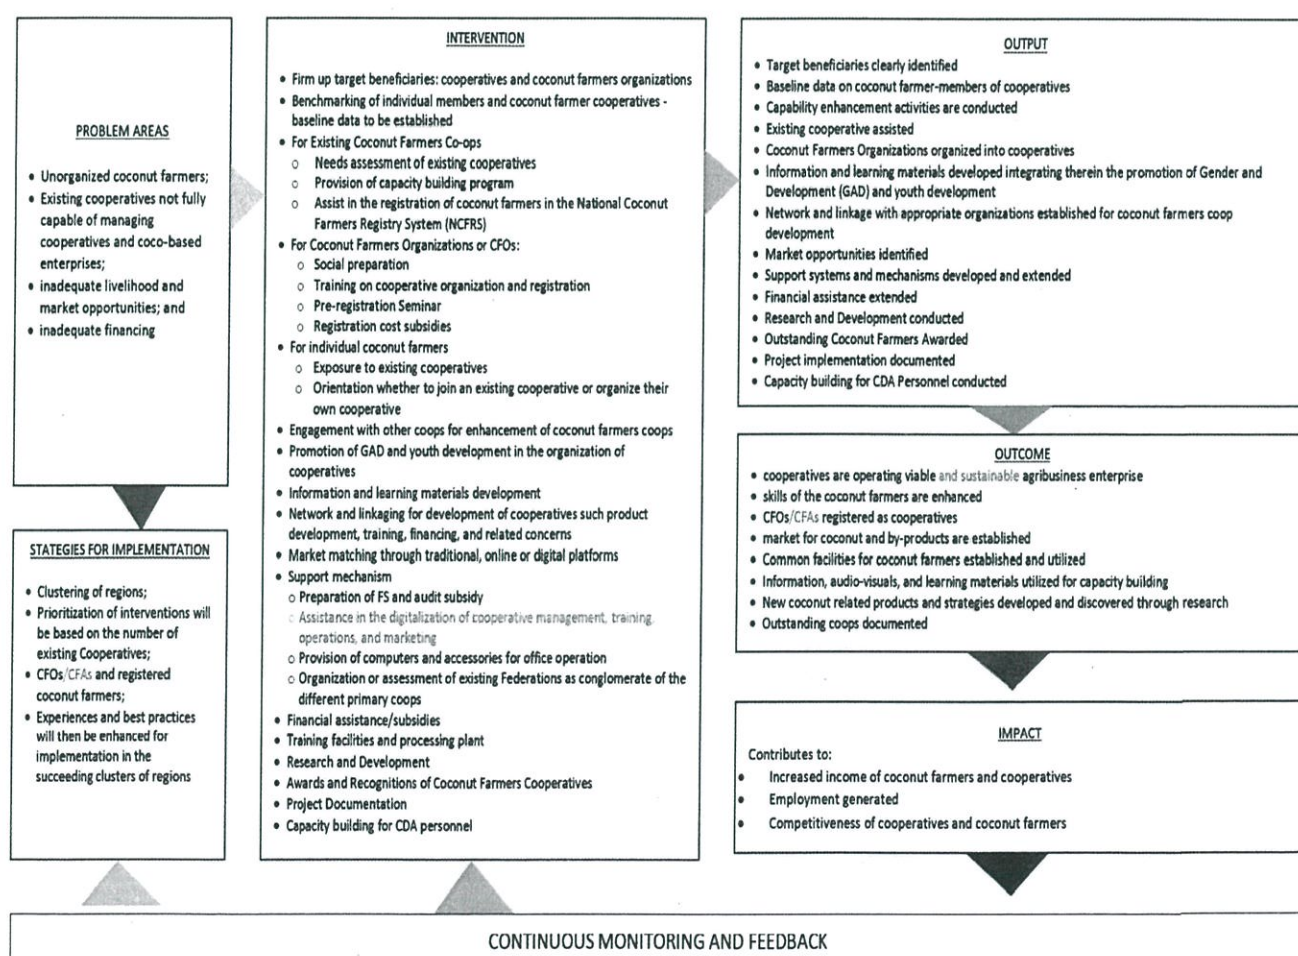 PROBLEM AREAS
• Unorganized coconut farmers;
• Existing cooperatives not fully
capable of managing
cooperatives and coco-based
enterprises;
• inadequate livelihood and
market opportunities; and
• inadequate financing
STATEGIES FOR IMPLEMENTATION
• Clustering of regions;
• Prioritization of interventions will
be based on the number of
existing Cooperatives;
• CFOs/CFAs and registered
coconut farmers;
• Experiences and best practices
will then be enhanced for
implementation in the
succeeding clusters of regions
INTERVENTION
• Firm up target beneficiaries: cooperatives and coconut farmers organizations
• Benchmarking of individual members and coconut farmer cooperatives -
baseline data to be established
• For Existing Coconut Farmers Co-ops
o Needs assessment of existing cooperatives
o Provision of capacity building program
o Assist in the registration of coconut farmers in the National Coconut
Farmers Registry System (NCFRS)
• For Coconut Farmers Organizations or CFOs:
o Social preparation
o Training on cooperative organization and registration
o Pre-registration Seminar
o Registration cost subsidies
• For individual coconut farmers
o Exposure to existing cooperatives
o Orientation whether to join an existing cooperative or organize their
own cooperative
• Engagement with other coops for enhancement of coconut farmers coops
• Promotion of GAD and youth development in the organization of
cooperatives
• Information and learning materials development
• Network and linkaging for development of cooperatives such product
development, training, financing, and related concerns
• Market matching through traditional, online or digital platforms
• Support mechanism
o Preparation of FS and audit subsidy
o Assistance in the digitalization of cooperative management, training,
operations, and marketing
o Provision of computers and accessories for office operation
o Organization or assessment of existing Federations as conglomerate of the
different primary coops
• Financial assistance/subsidies
• Training facilities and processing plant
• Research and Development
• Awards and Recognitions of Coconut Farmers Cooperatives
• Project Documentation
• Capacity building for CDA personnel
OUTPUT
• Target beneficiaries clearly identified
• Baseline data on coconut farmer-members of cooperatives
• Capability enhancement activities are conducted
• Existing cooperative assisted
• Coconut Farmers Organizations organized into cooperatives
• Information and learning materials developed integrating therein the promotion of Gender and
Development (GAD) and youth development
• Network and linkage with appropriate organizations established for coconut farmers coop
development
• Market opportunities identified
• Support systems and mechanisms developed and extended
• Financial assistance extended
• Research and Development conducted
• Outstanding Coconut Farmers Awarded
• Project implementation documented
• Capacity building for CDA Personnel conducted
OUTCOME
• cooperatives are operating viable and sustainable agribusiness enterprise
• skills of the coconut farmers are enhanced
• CFOs/CFAs registered as cooperatives
• market for coconut and by-products are established
• Common facilities for coconut farmers established and utilized
• Information, audio-visuals, and learning materials utilized for capacity building
• New coconut related products and strategies developed and discovered through research
• Outstanding coops documented
IMPACT
Contributes to:
• Increased income of coconut farmers and cooperatives
• Employment generated
• Competitiveness of cooperatives and coconut farmers
CONTINUOUS MONITORING AND FEEDBACK